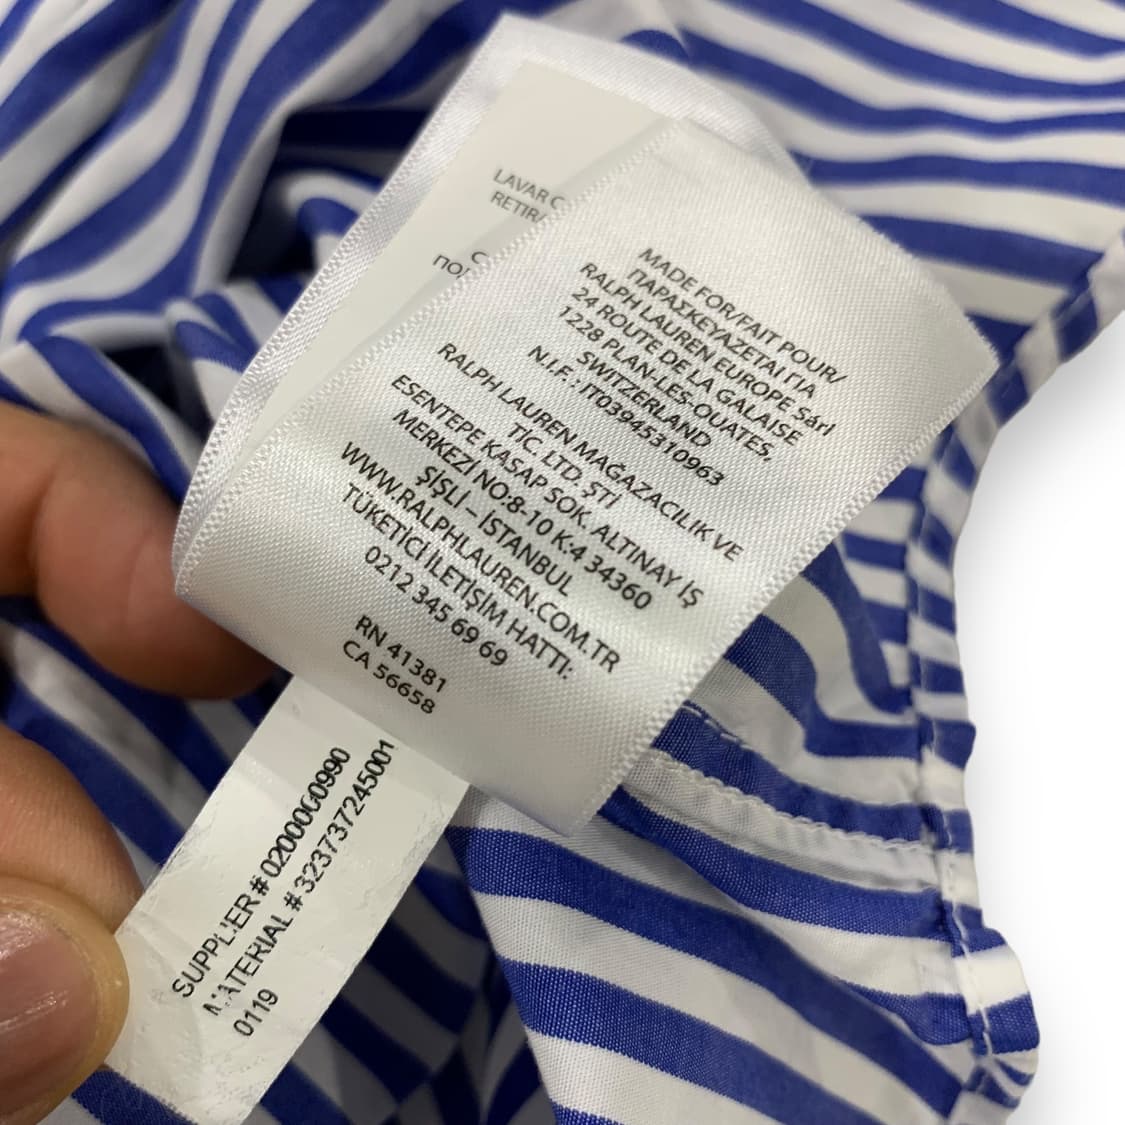 LAVAR
RETIR
ПО
MADE FOR/FAIT POUR/
ΠΑΡΑΣΚΕΥΑΖΕΤΑΙ ΓΙΑ
RALPH LAUREN EUROPE Sárl
24 ROUTE DE LA GALAISE
1228 PLAN-LES-OUATES,
SWITZERLAND
N.I.F.: IT03945310963
RALPH LAUREN MAĞAZACILIK VE
TİC. LTD. ŞTİ
ESENTEPE KASAP SOK. ALTINAY İŞ
MERKEZİ NO:8-10 K:4 34360
ŞİŞLİ – İSTANBUL
WWW.RALPHLAUREN.COM.TR
TÜKETİCİ İLETİŞİM HATTI:
0212 345 69 69
RN 41381
CA 56658
SUPPLIER# 0200000990
MATERIAL # 323737245001
0119